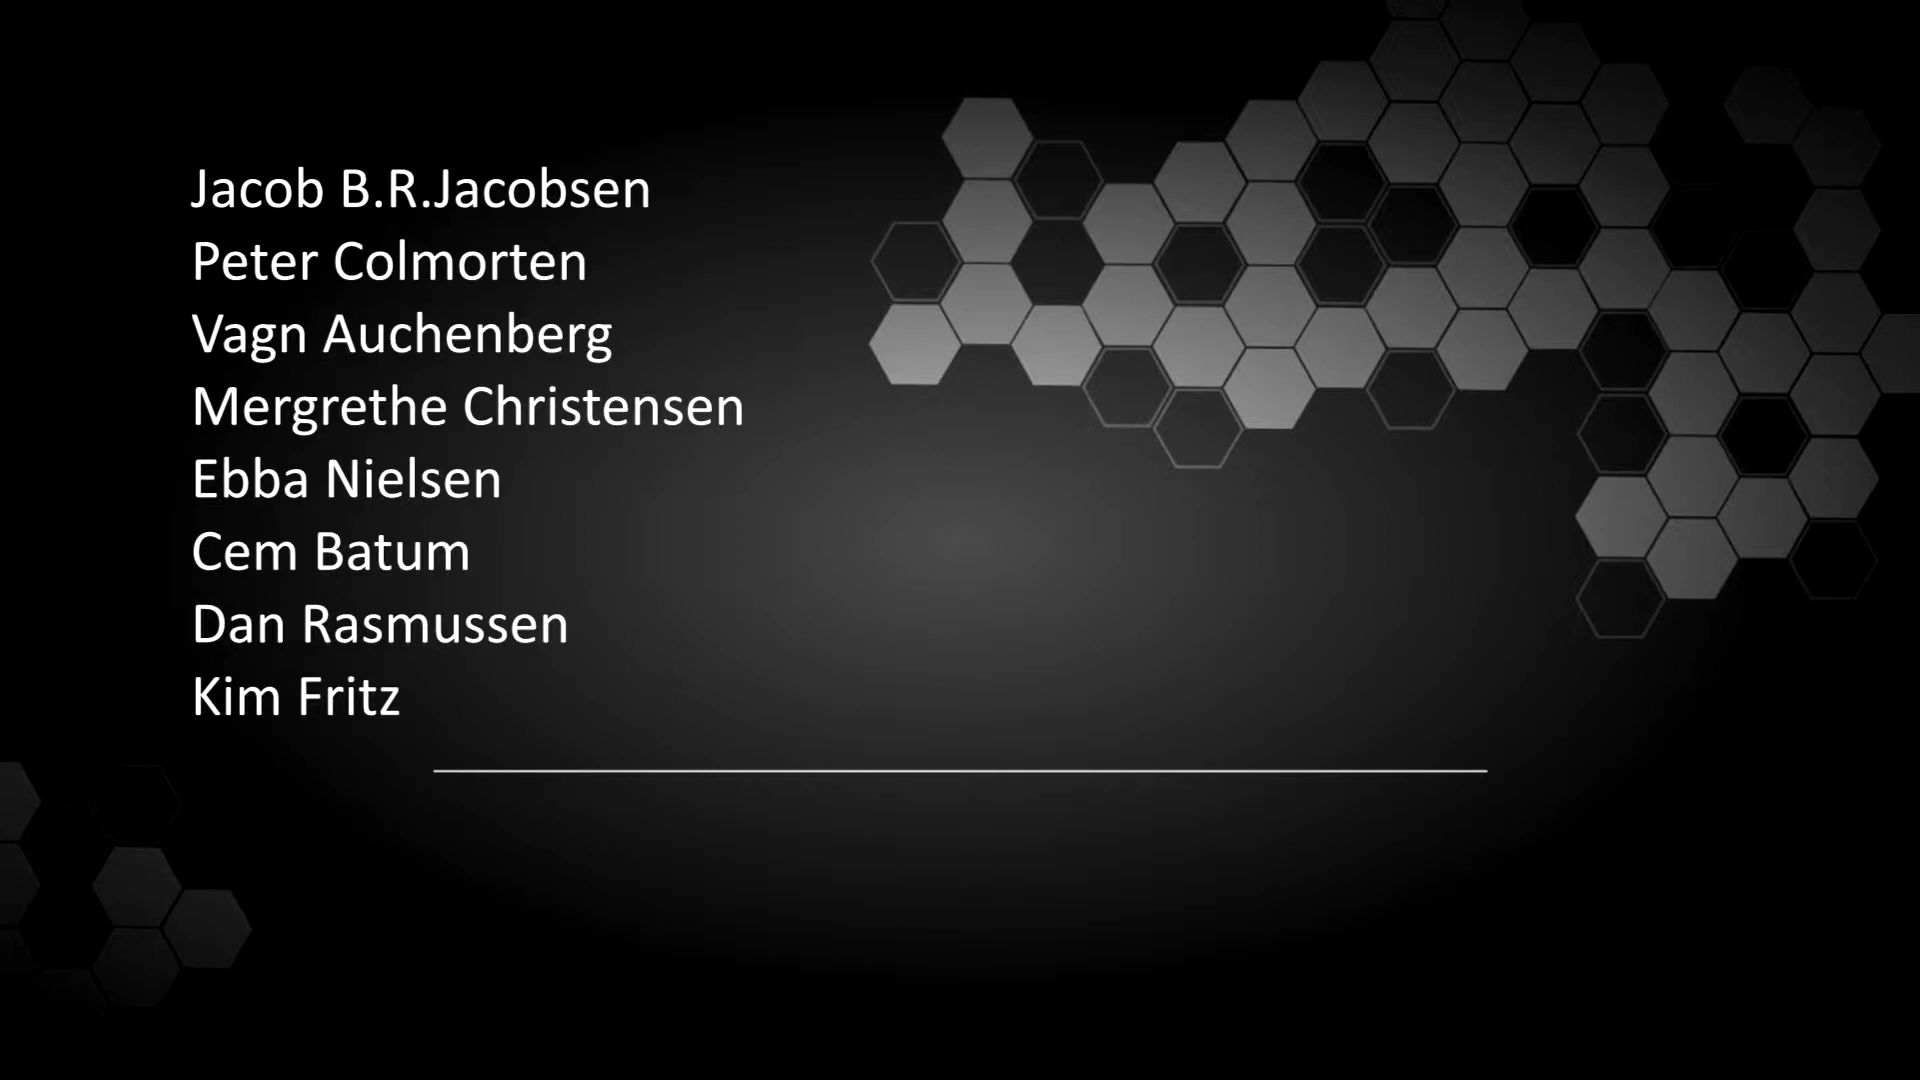 Jacob B.R.Jacobsen
Peter Colmorten
Vagn Auchenberg
Mergrethe Christensen
Ebba Nielsen
Cem Batum
Dan Rasmussen
Kim Fritz